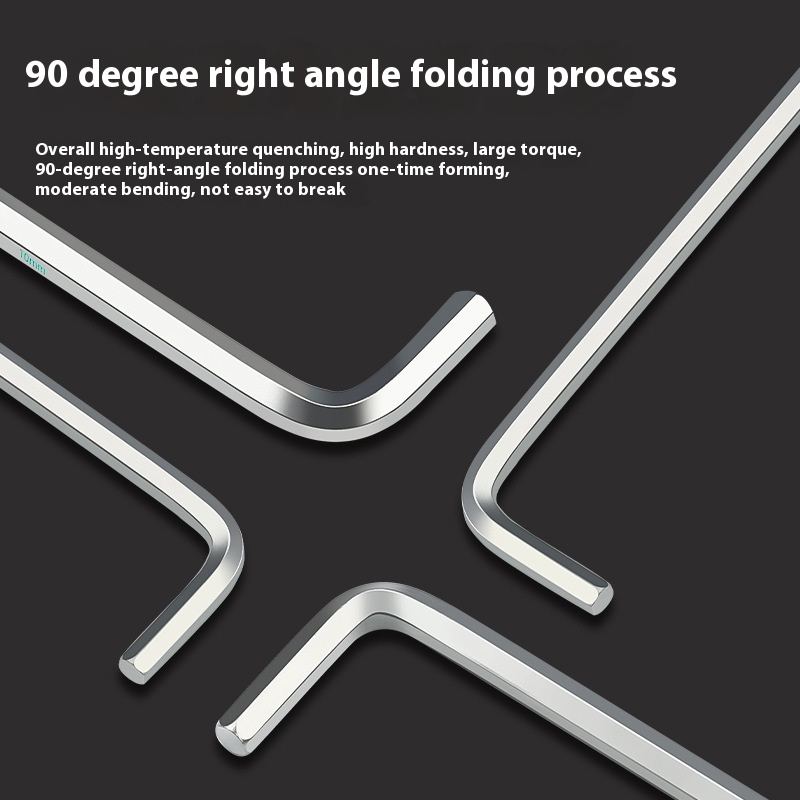 90 degree right angle folding process
Overall high-temperature quenching, high hardness, large torque,
90-degree right-angle folding process one-time forming,
moderate bending, not easy to break
10mm